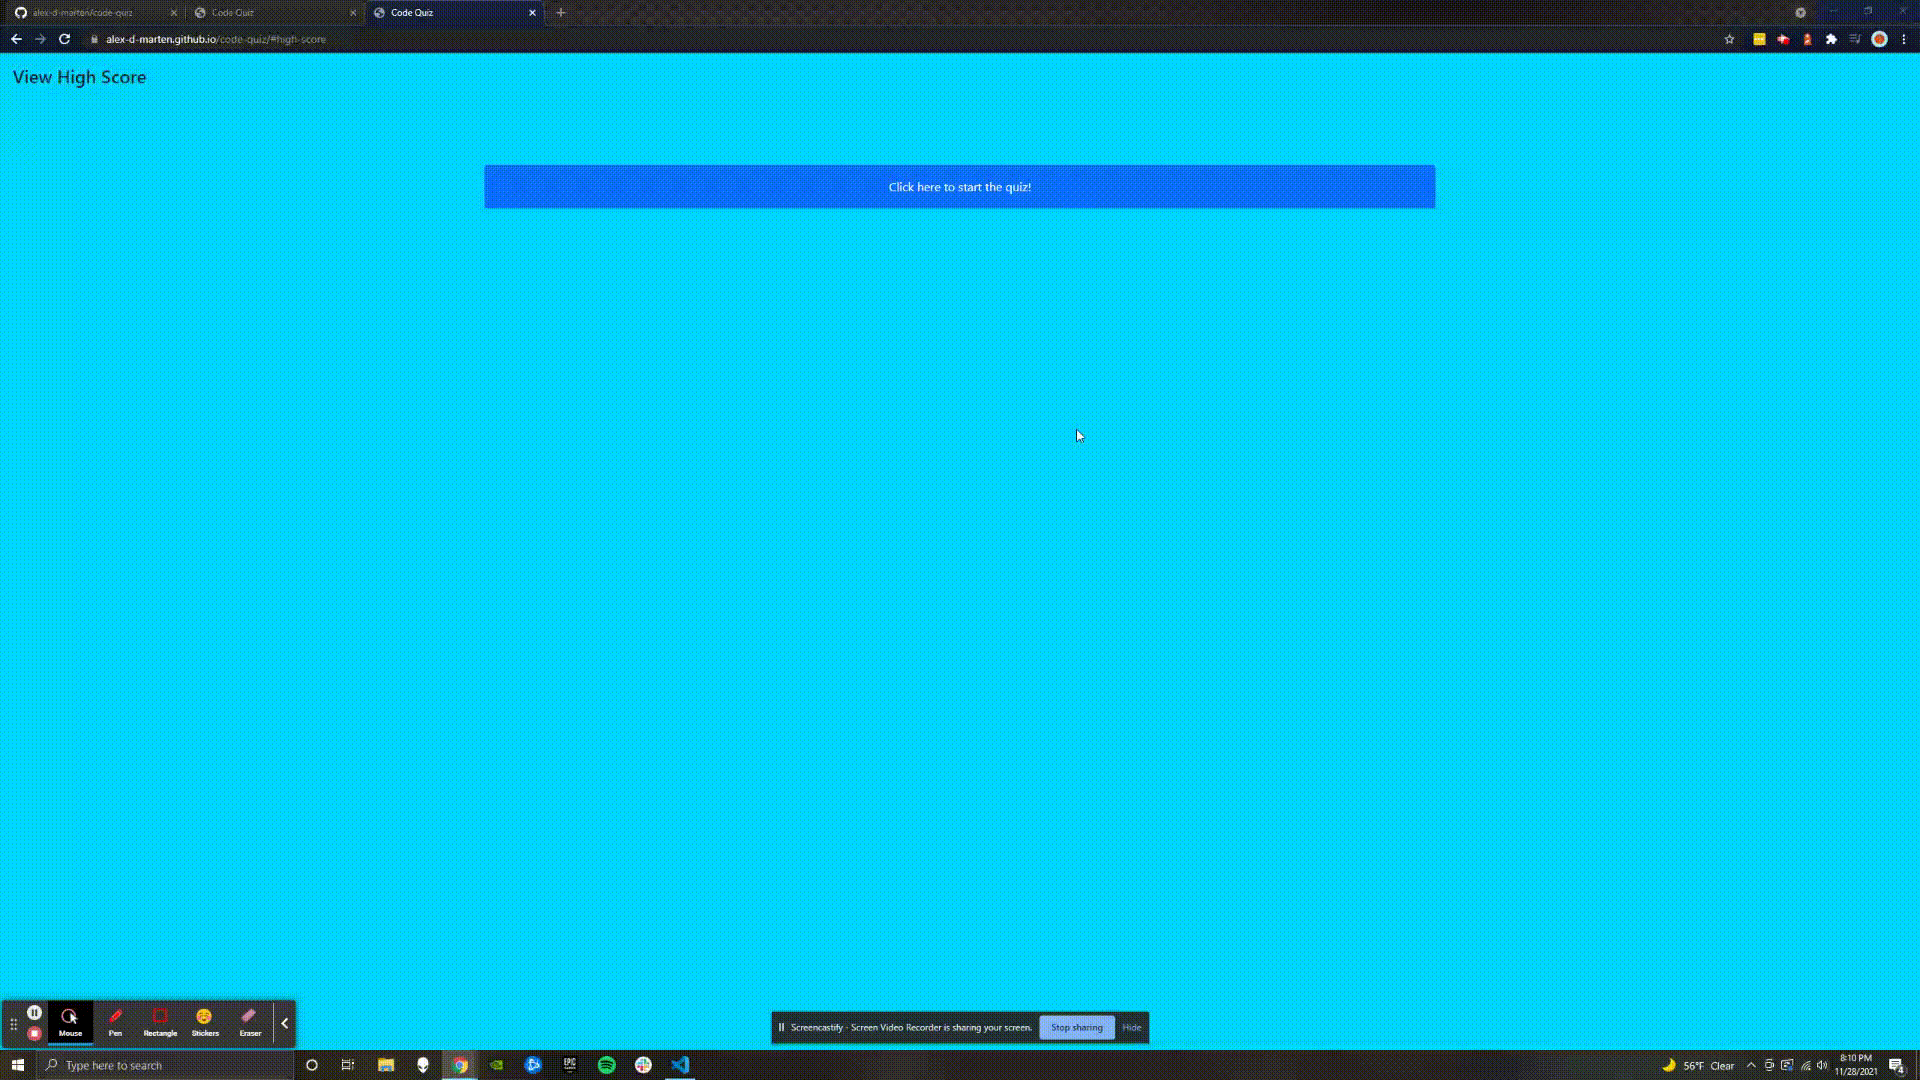 alex-d-marten/code-quiz
Code Quiz
Code Quiz
alex-d-marten.github.io/code-quiz/#high-score
View High Score
Click here to start the quiz!
Mouse
Pen
Rectangle
Stickers
Eraser
Screencastify - Screen Video Recorder is sharing your screen.
Stop sharing
Hide
Type here to search
EPIC
56°F Clear
8:10 PM
11/28/2021
4